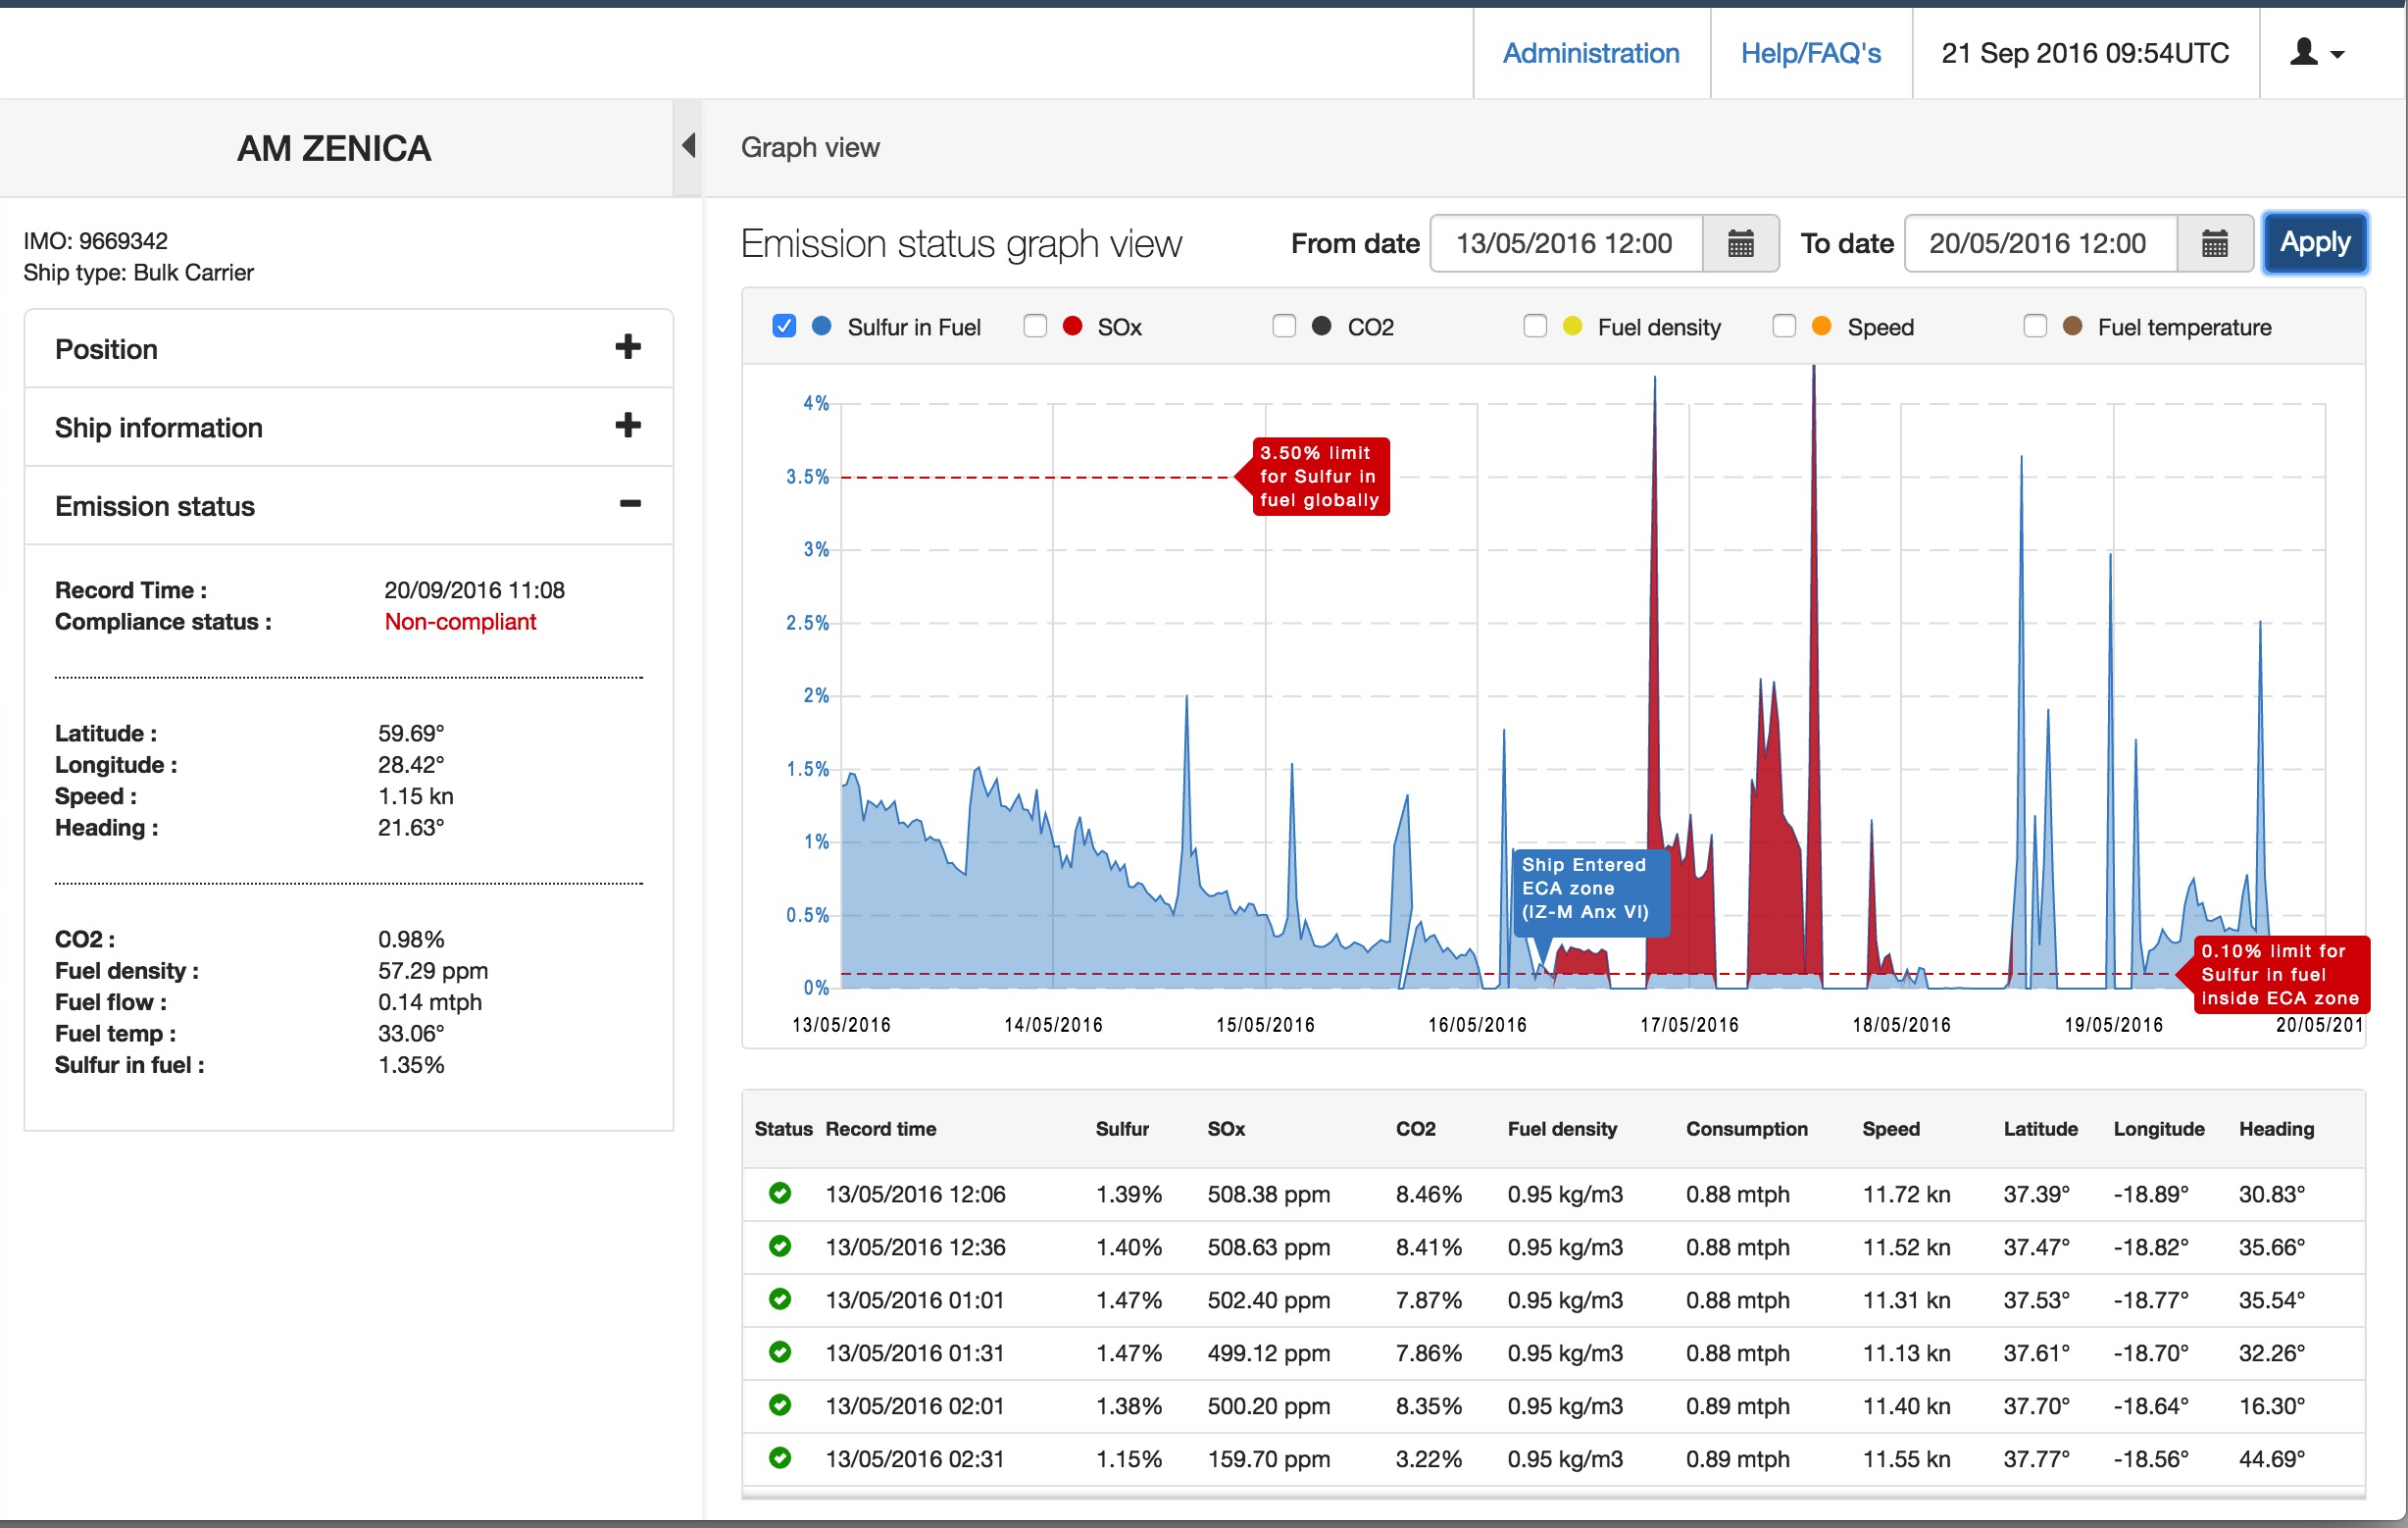 Administration
Help/FAQ's
21 Sep 2016 09:54UTC
AM ZENICA
Graph view
IMO: 9669342
Ship type: Bulk Carrier
Position
Ship information
Emission status
Record Time : 20/09/2016 11:08
Compliance status : Non-compliant
Latitude : 59.69°
Longitude : 28.42°
Speed : 1.15 kn
Heading : 21.63°
CO2 : 0.98%
Fuel density : 57.29 ppm
Fuel flow : 0.14 mtph
Fuel temp : 33.06°
Sulfur in fuel : 1.35%
Emission status graph view
From date 13/05/2016 12:00
To date 20/05/2016 12:00
Apply
Sulfur in Fuel
SOx
CO2
Fuel density
Speed
Fuel temperature
4%
3.5%
3%
2.5%
2%
1.5%
1%
0.5%
0%
3.50% limit
for Sulfur in
fuel globally
Ship Entered
ECA zone
(IZ-M Anx VI)
0.10% limit for
Sulfur in fuel
inside ECA zone
13/05/2016 14/05/2016 15/05/2016 16/05/2016 17/05/2016 18/05/2016 19/05/2016 20/05/201
Status Record time Sulfur SOx CO2 Fuel density Consumption Speed Latitude Longitude Heading
13/05/2016 12:06 1.39% 508.38 ppm 8.46% 0.95 kg/m3 0.88 mtph 11.72 kn 37.39° -18.89° 30.83°
13/05/2016 12:36 1.40% 508.63 ppm 8.41% 0.95 kg/m3 0.88 mtph 11.52 kn 37.47° -18.82° 35.66°
13/05/2016 01:01 1.47% 502.40 ppm 7.87% 0.95 kg/m3 0.88 mtph 11.31 kn 37.53° -18.77° 35.54°
13/05/2016 01:31 1.47% 499.12 ppm 7.86% 0.95 kg/m3 0.88 mtph 11.13 kn 37.61° -18.70° 32.26°
13/05/2016 02:01 1.38% 500.20 ppm 8.35% 0.95 kg/m3 0.89 mtph 11.40 kn 37.70° -18.64° 16.30°
13/05/2016 02:31 1.15% 159.70 ppm 3.22% 0.95 kg/m3 0.89 mtph 11.55 kn 37.77° -18.56° 44.69°